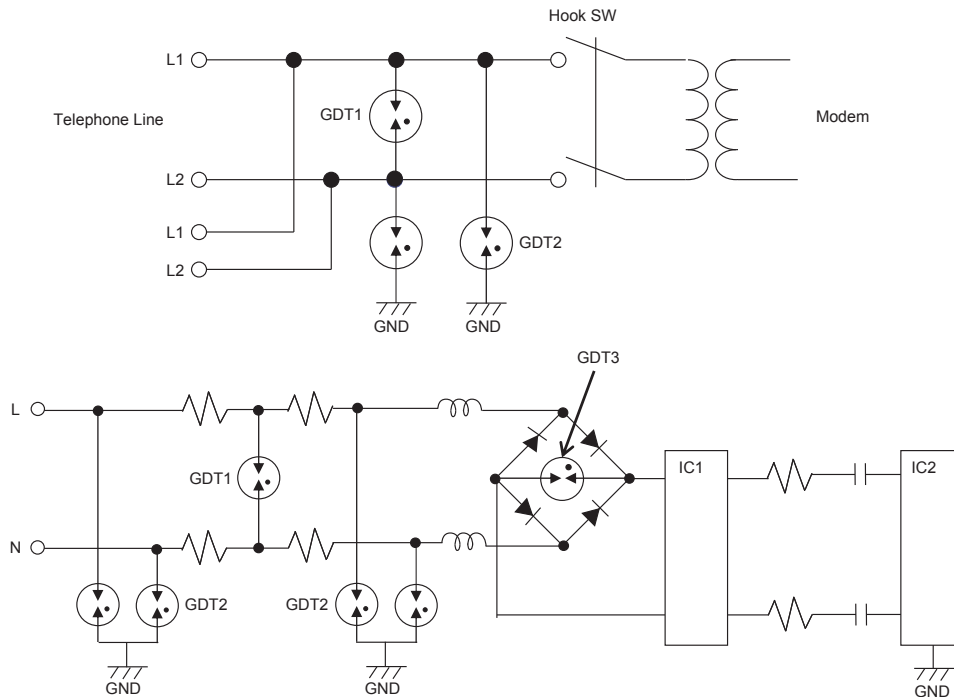 Hook SW
L1
GDT1
Telephone Line
Modem
L2
L1
GDT2
L2
GND
GND
GDT3
L
IC1
IC2
GDT1
N
GDT2
GDT2
GND
GND
GND